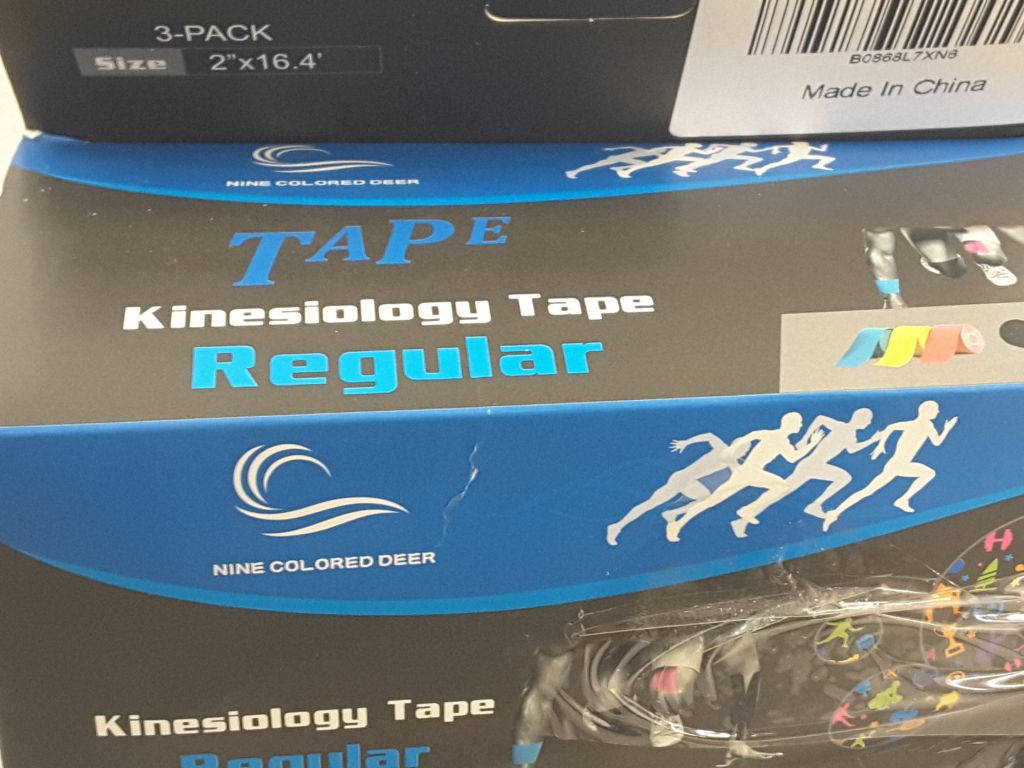 3-PACK
Size 2"x16.4'
B0868L7XN6
Made In China
NINE COLORED DEER
TAPE
Kinesiology Tape
Regular
NINE COLORED DEER
Kinesiology Tape
Regular